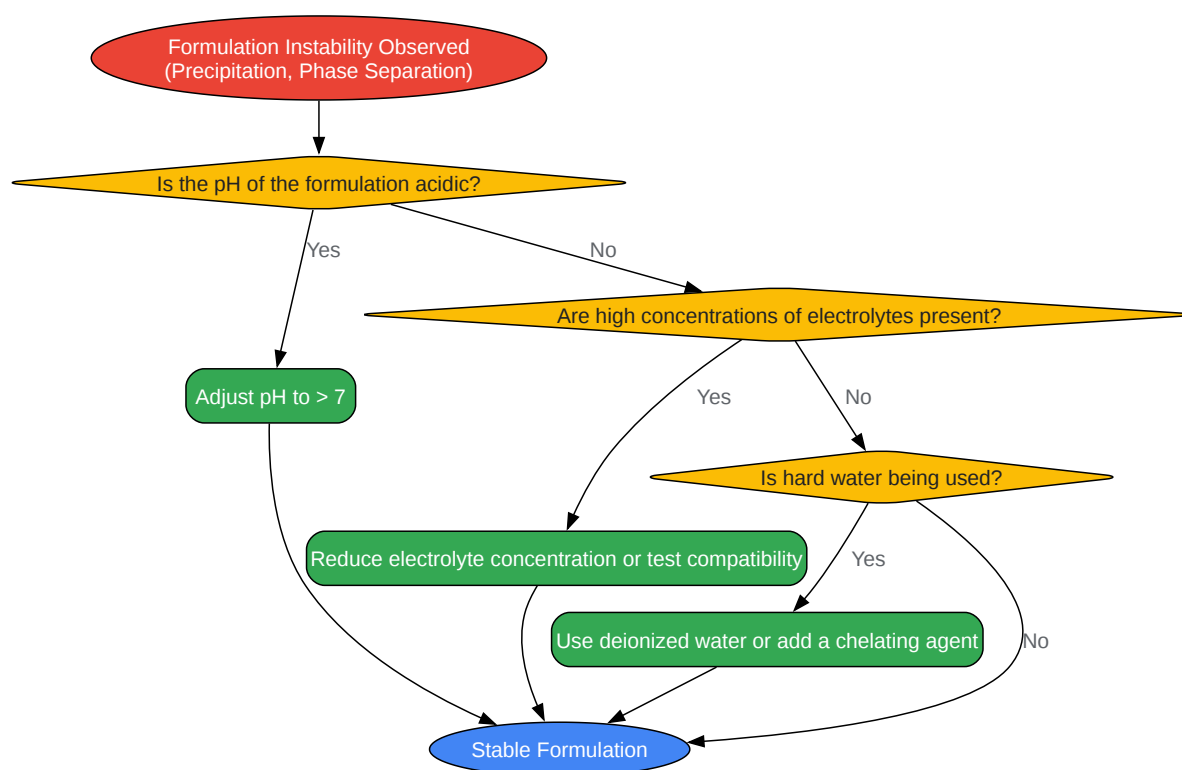 Formulation Instability Observed
(Precipitation, Phase Separation)
Is the pH of the formulation acidic?
Yes
No
Are high concentrations of electrolytes present?
Adjust pH to > 7
Yes
No
Is hard water being used?
Reduce electrolyte concentration or test compatibility
Yes
Use deionized water or add a chelating agent
No
Stable Formulation